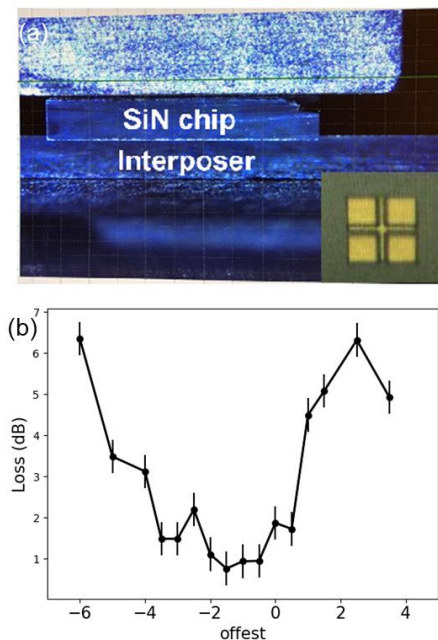 (a)
SiN chip
Interposer
(b)
7
6
5
4
3
2
1
Loss (dB)
−6
−4
−2
0
2
4
offest